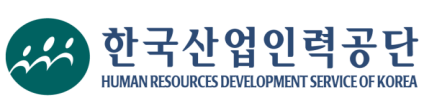 한국산업인력공단
HUMAN RESOURCES DEVELOPMENT SERVICE OF KOREA